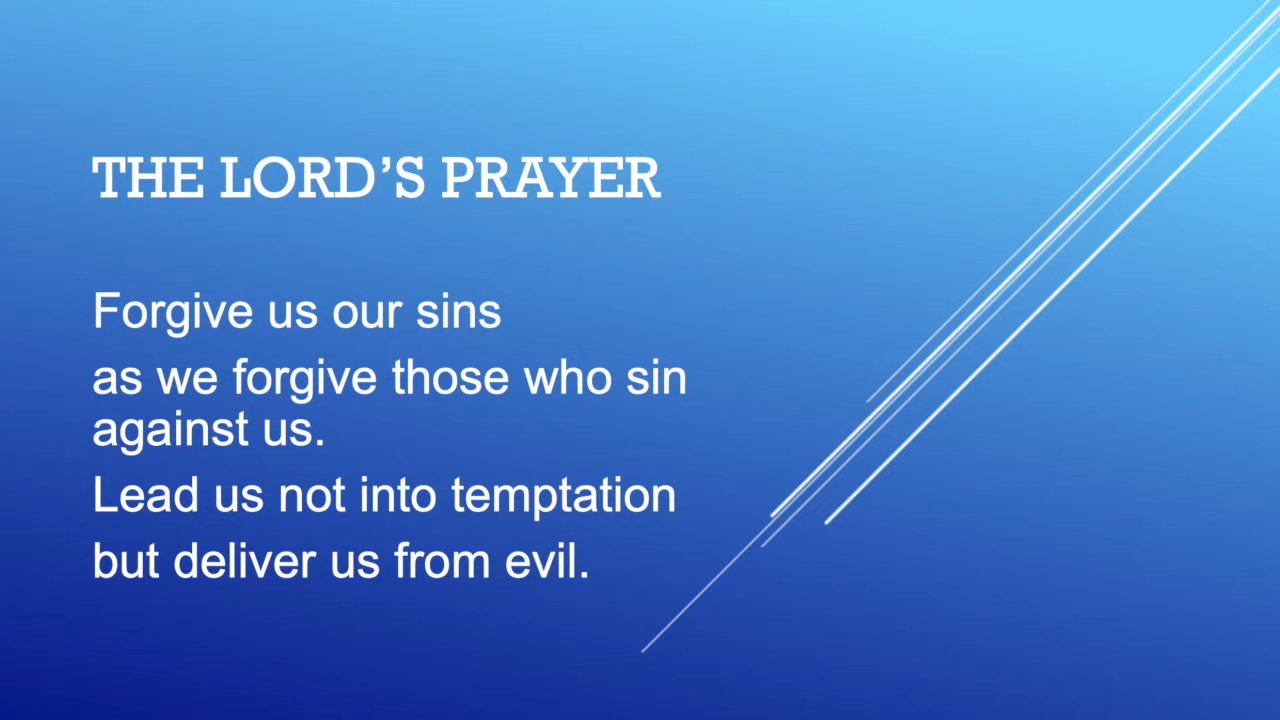 THE LORD’S PRAYER
Forgive us our sins
as we forgive those who sin
against us.
Lead us not into temptation
but deliver us from evil.